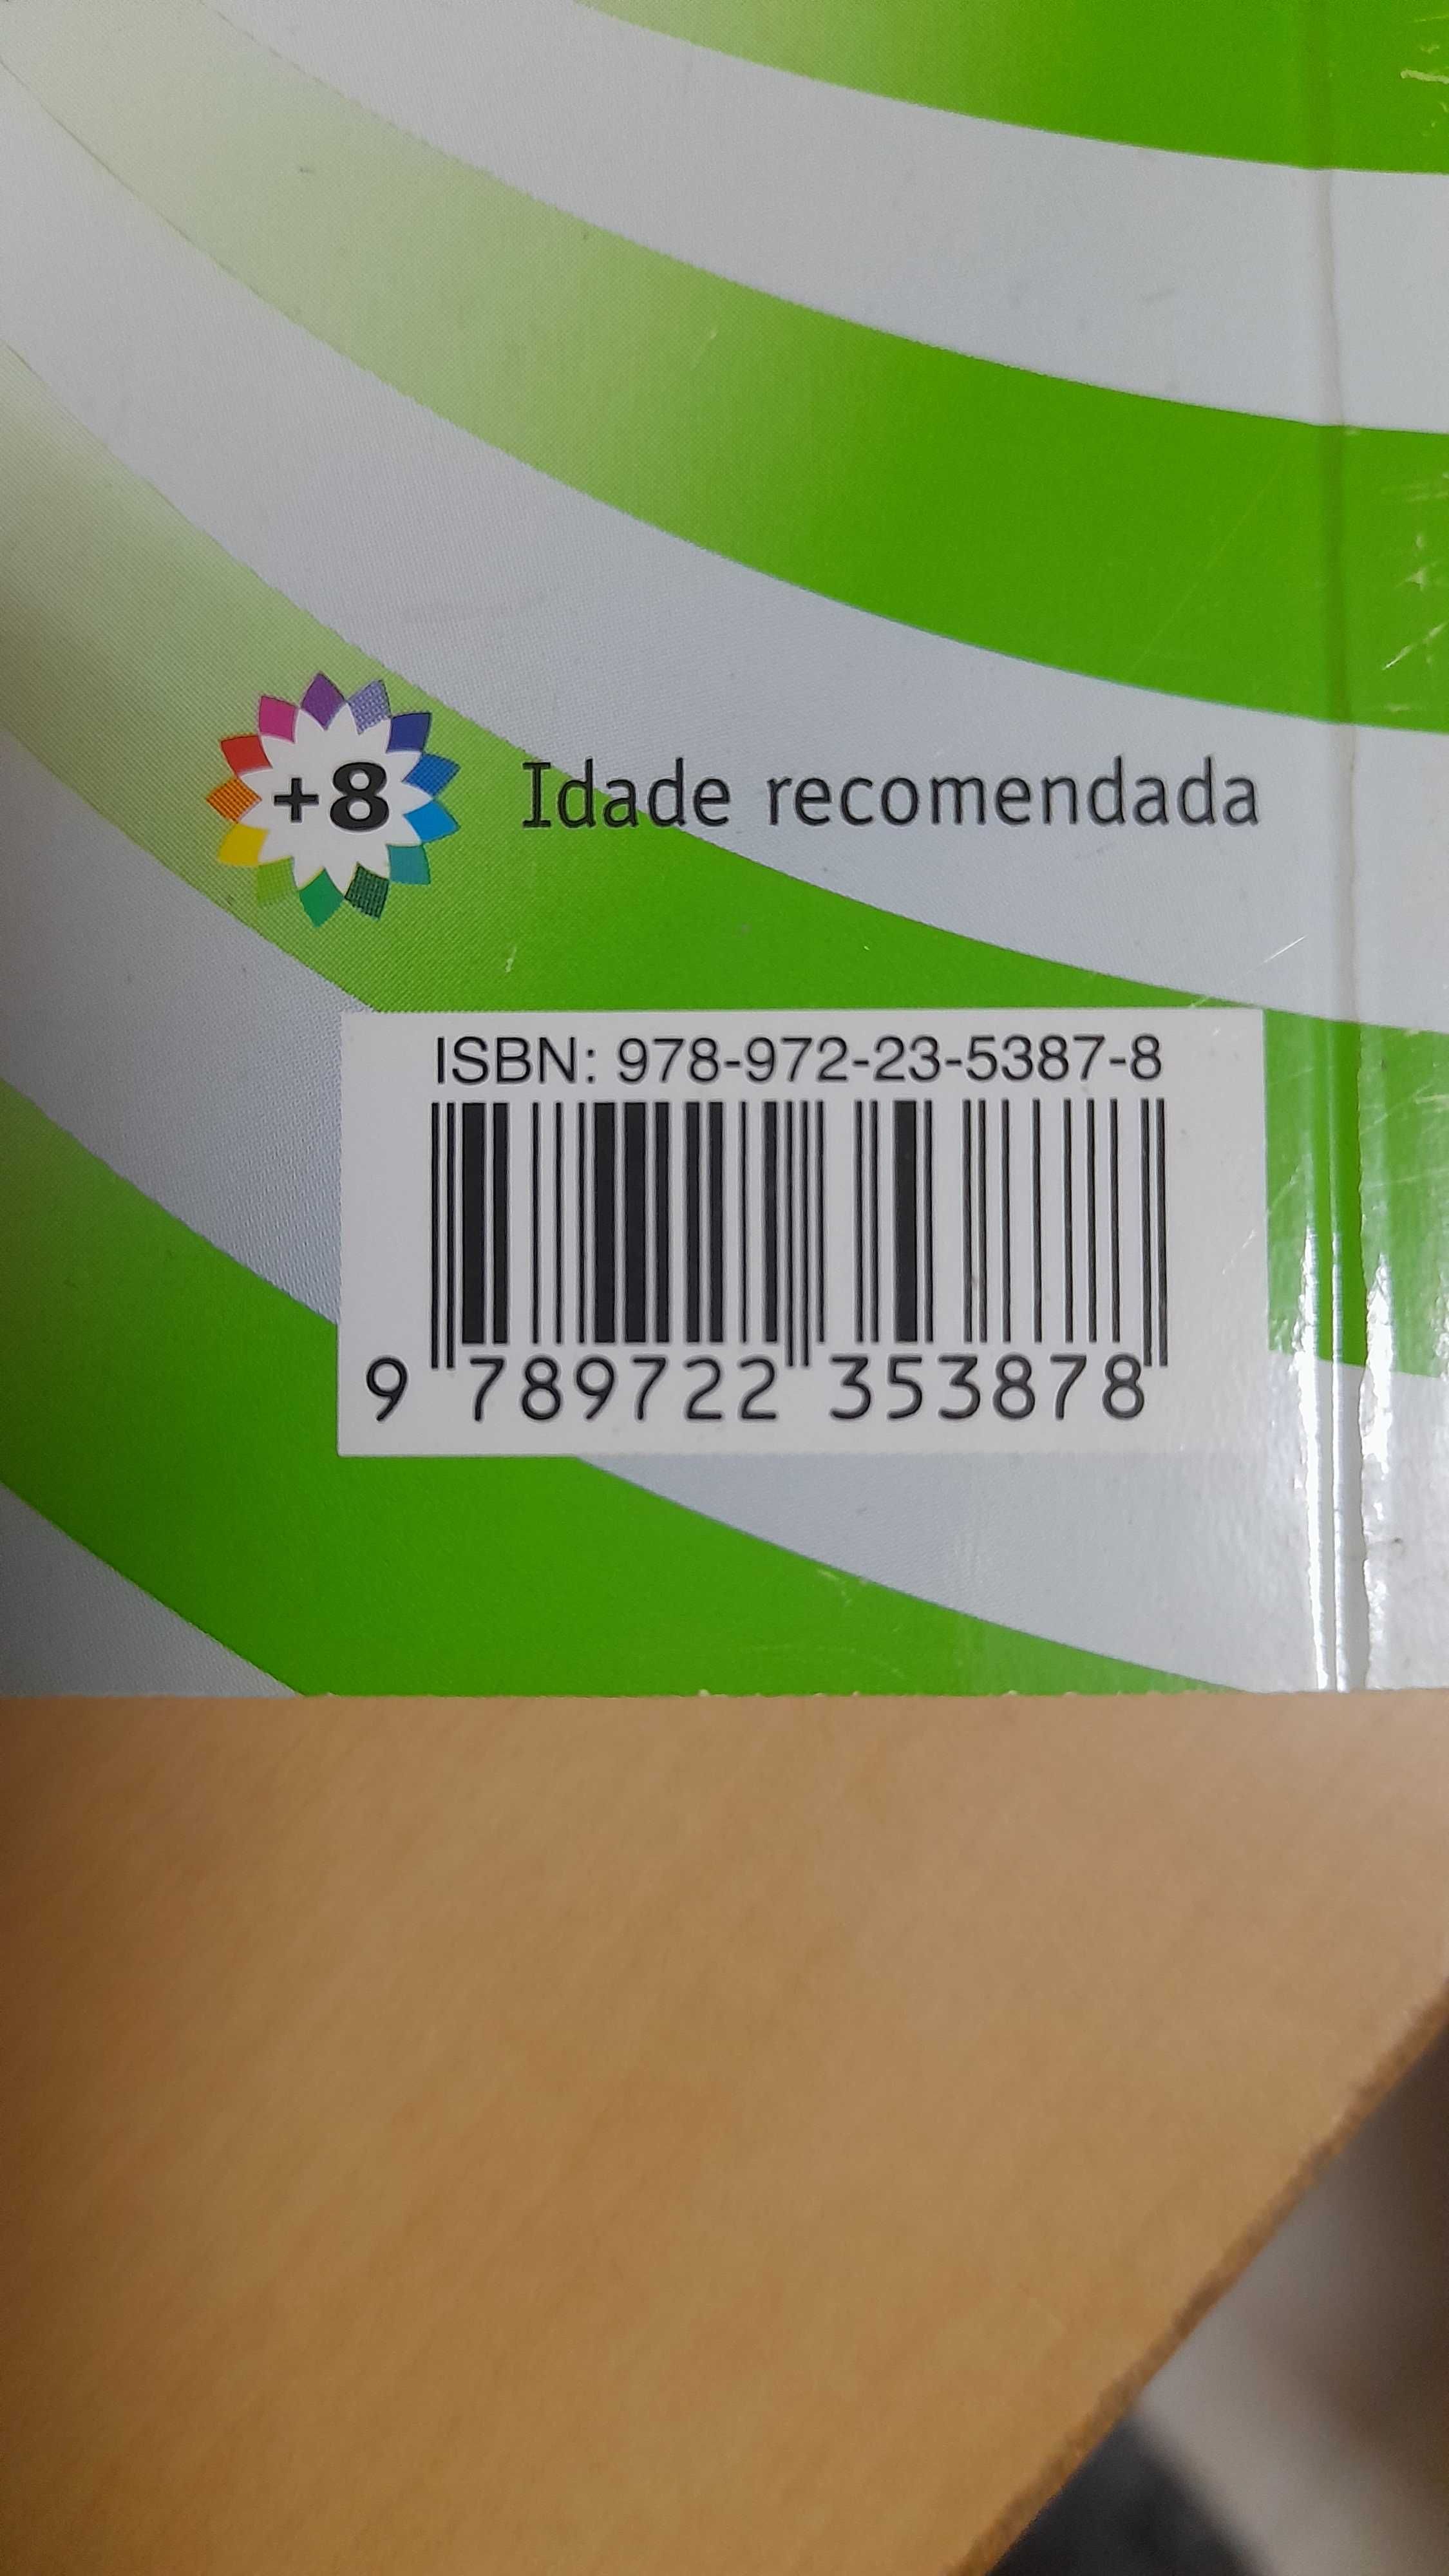 +8 Idade recomendada
ISBN: 978-972-23-5387-8
9 789722 353878